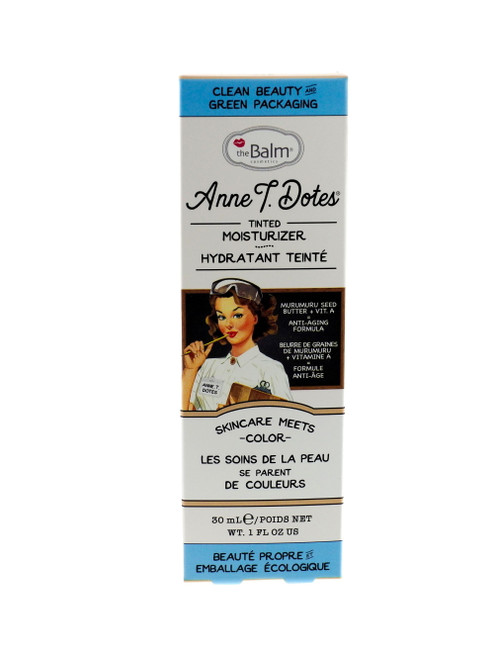 CLEAN BEAUTY AND
GREEN PACKAGING
theBalm®
cosmetics
Anne T. Dotes®
TINTED
MOISTURIZER
HYDRATANT TEINTÉ
MURUMURU SEED
BUTTER + VIT. A
-
ANTI-AGING
FORMULA
BEURRE DE GRAINES
DE MURUMURU
+ VITAMINE A
-
FORMULE
ANTI-ÂGE
ANNE T.
DOTES
SKINCARE MEETS
-COLOR-
LES SOINS DE LA PEAU
SE PARENT
DE COULEURS
30 mL℮/POIDS NET
WT. 1 FL OZ US
BEAUTÉ PROPRE ET
EMBALLAGE ÉCOLOGIQUE